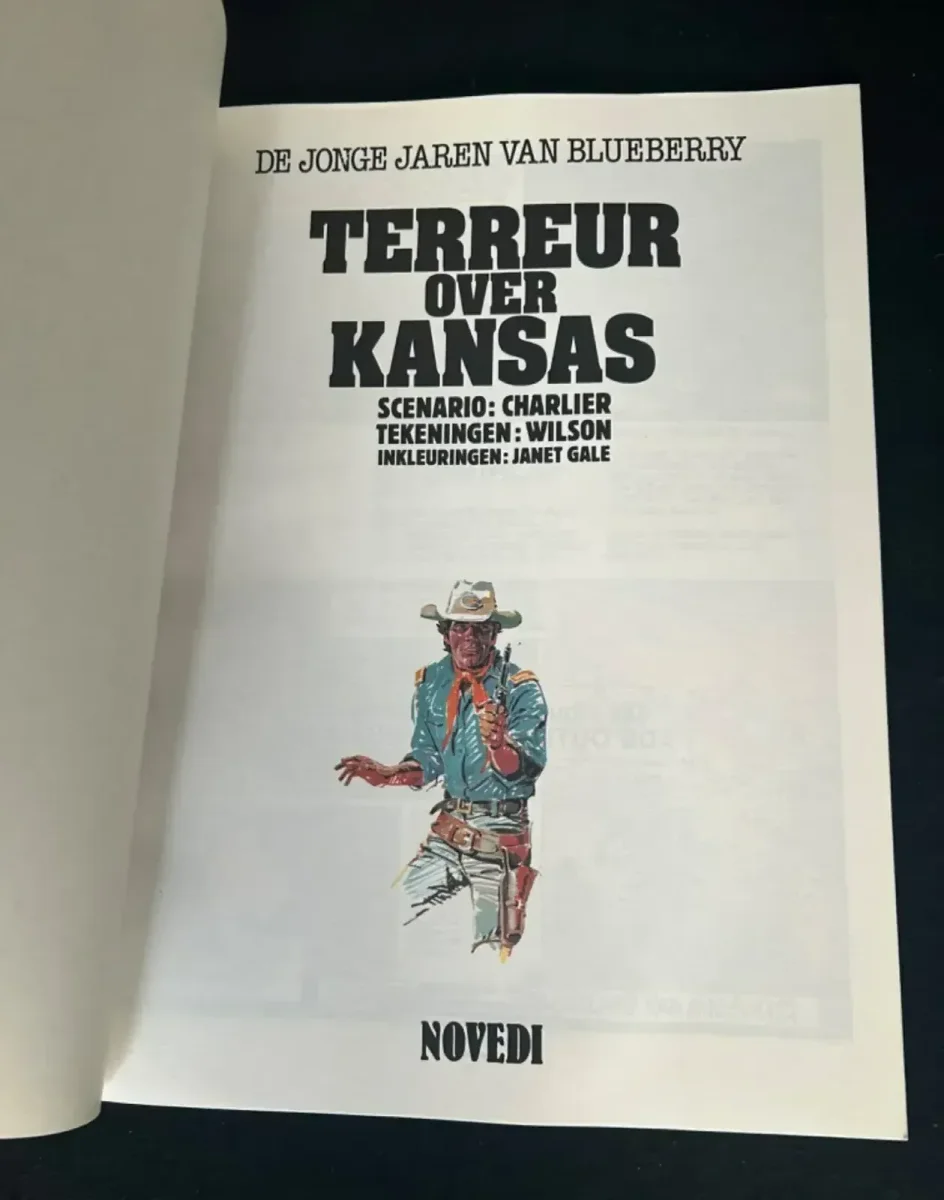 DE JONGE JAREN VAN BLUEBERRY
TERREUR
OVER
KANSAS
SCENARIO: CHARLIER
TEKENINGEN: WILSON
INKLEURINGEN: JANET GALE
NOVEDI